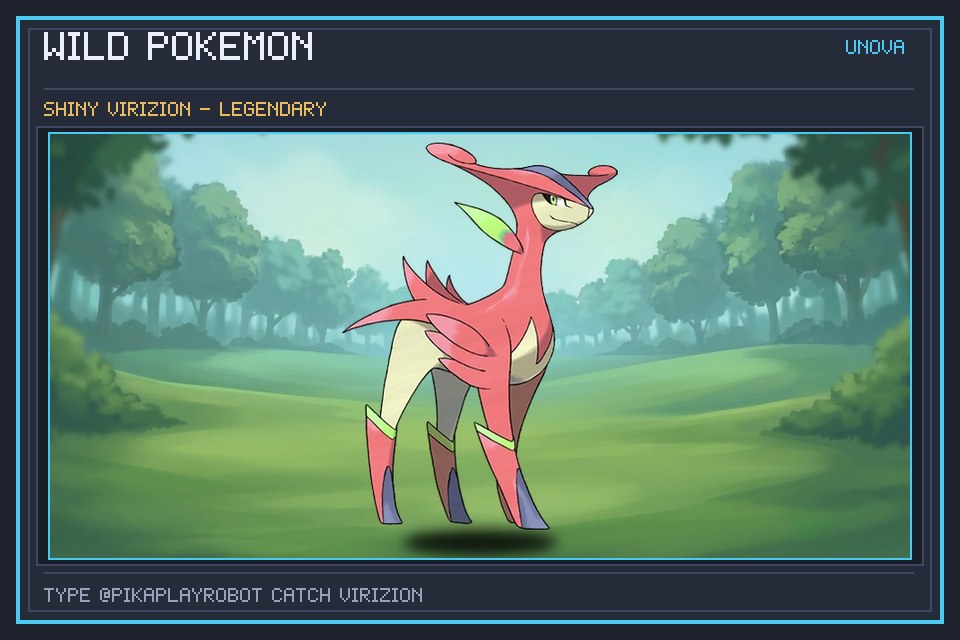 WILD POKEMON
UNOVA
SHINY VIRIZION - LEGENDARY
TYPE @PIKAPLAYROBOT CATCH VIRIZION